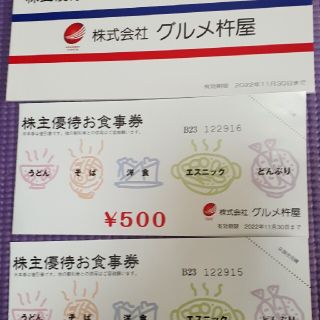 株式会社 グルメ杵屋
有効期限 2022年11月30日まで
株主優待お食事券
B23 122916
うどん そば 洋食 エスニック どんぶり
¥500
株式会社 グルメ杵屋
有効期限 2022年11月30日まで
株主優待お食事券
B23 122915
うどん そば 洋食 エスニック どんぶり